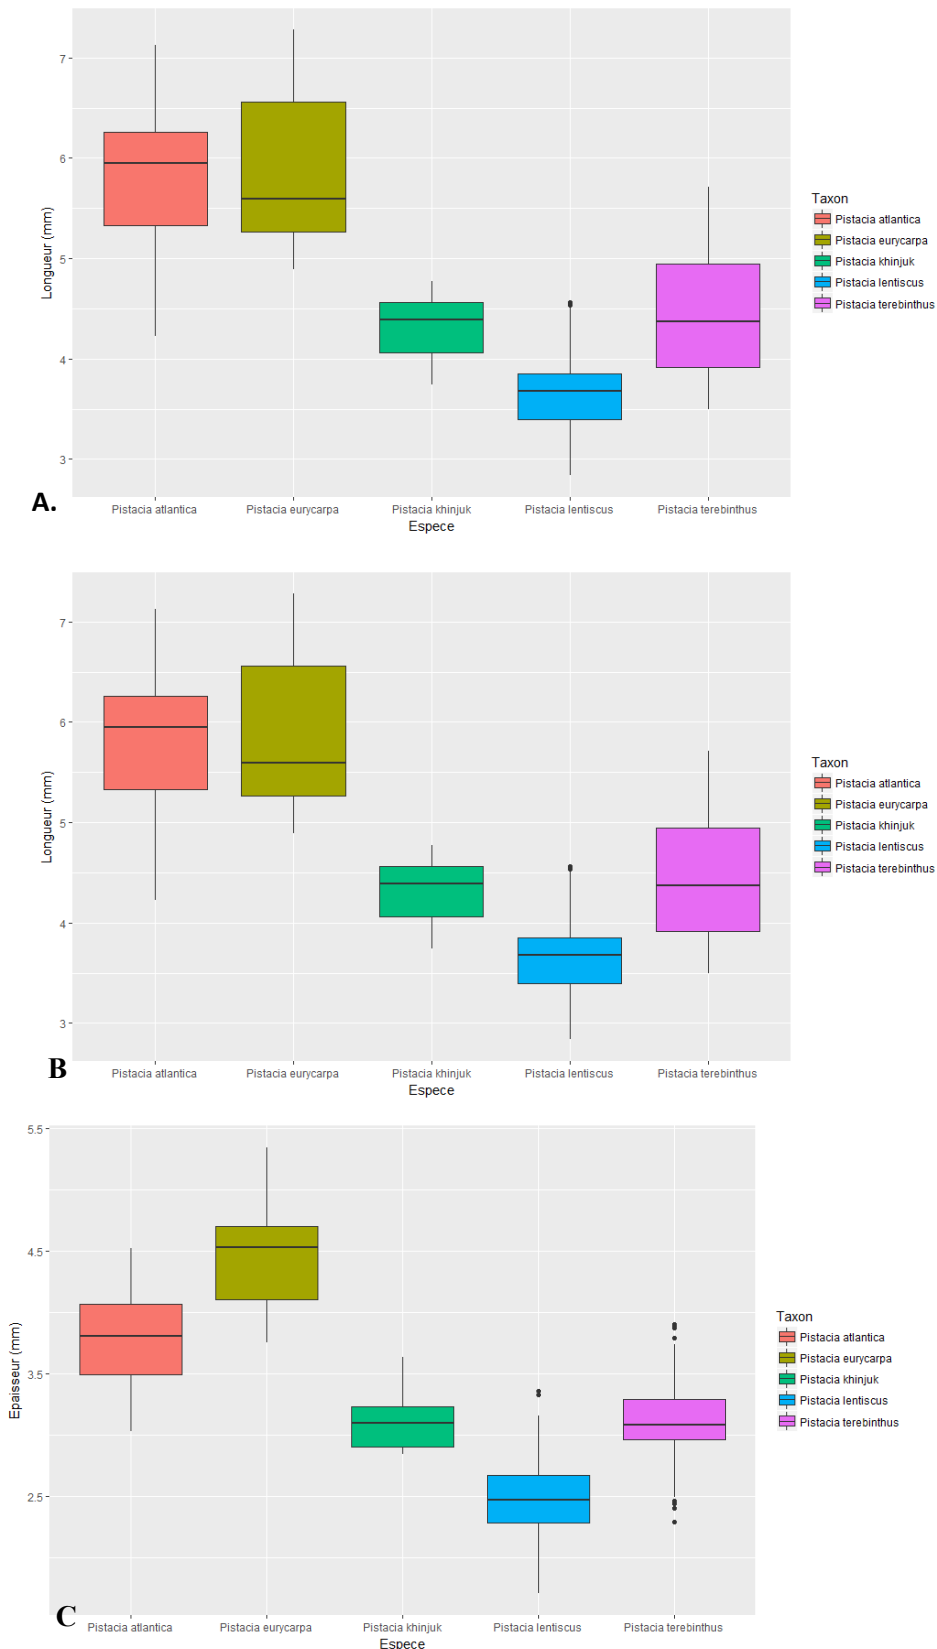 7
6
5
4
3
Longueur (mm)
A.
Pistacia atlantica
Pistacia eurycarpa
Pistacia khinjuk
Pistacia lentiscus
Pistacia terebinthus
Espece
Taxon
Pistacia atlantica
Pistacia eurycarpa
Pistacia khinjuk
Pistacia lentiscus
Pistacia terebinthus
7
6
5
4
3
Longueur (mm)
B
Pistacia atlantica
Pistacia eurycarpa
Pistacia khinjuk
Pistacia lentiscus
Pistacia terebinthus
Espece
Taxon
Pistacia atlantica
Pistacia eurycarpa
Pistacia khinjuk
Pistacia lentiscus
Pistacia terebinthus
5.5
4.5
3.5
2.5
Epaisseur (mm)
C
Pistacia atlantica
Pistacia eurycarpa
Pistacia khinjuk
Pistacia lentiscus
Pistacia terebinthus
Espece
Taxon
Pistacia atlantica
Pistacia eurycarpa
Pistacia khinjuk
Pistacia lentiscus
Pistacia terebinthus